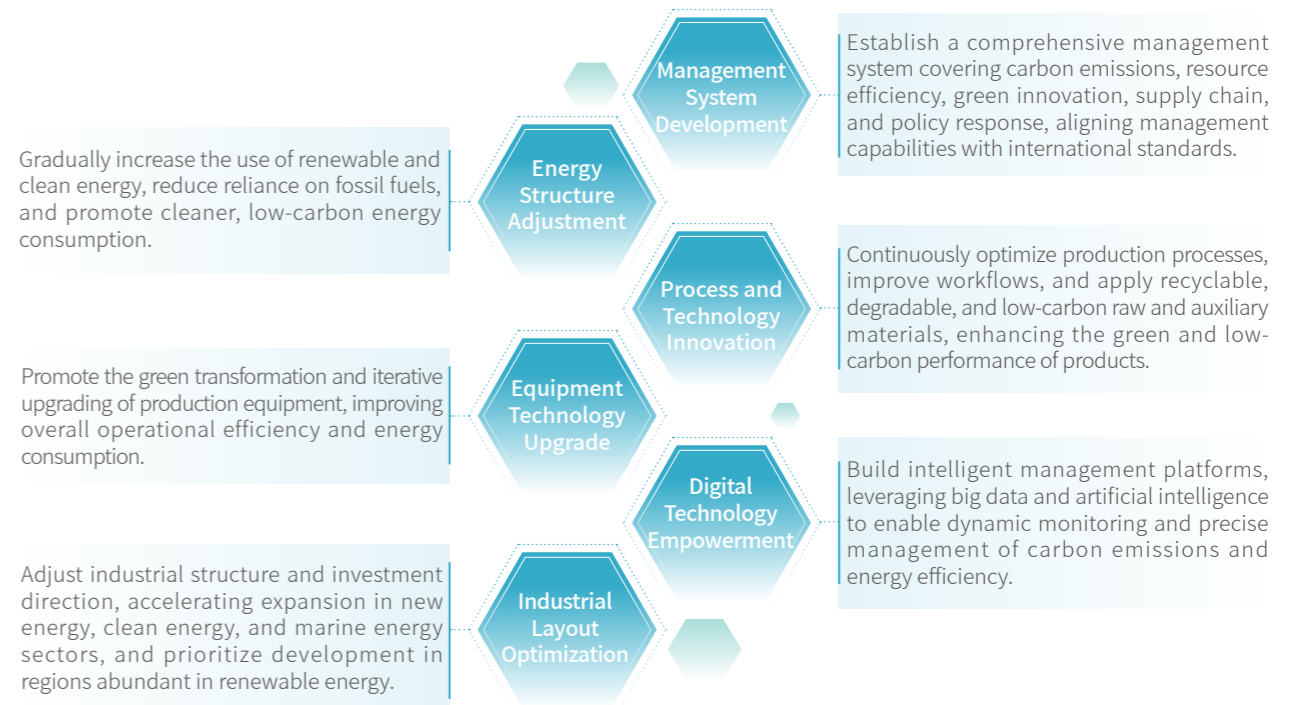 Management
System
Development
Establish a comprehensive management
system covering carbon emissions, resource
efficiency, green innovation, supply chain,
and policy response, aligning management
capabilities with international standards.
Energy
Structure
Adjustment
Gradually increase the use of renewable and
clean energy, reduce reliance on fossil fuels,
and promote cleaner, low-carbon energy
consumption.
Process and
Technology
Innovation
Continuously optimize production processes,
improve workflows, and apply recyclable,
degradable, and low-carbon raw and auxiliary
materials, enhancing the green and low-
carbon performance of products.
Equipment
Technology
Upgrade
Promote the green transformation and iterative
upgrading of production equipment, improving
overall operational efficiency and energy
consumption.
Digital
Technology
Empowerment
Build intelligent management platforms,
leveraging big data and artificial intelligence
to enable dynamic monitoring and precise
management of carbon emissions and
energy efficiency.
Industrial
Layout
Optimization
Adjust industrial structure and investment
direction, accelerating expansion in new
energy, clean energy, and marine energy
sectors, and prioritize development in
regions abundant in renewable energy.